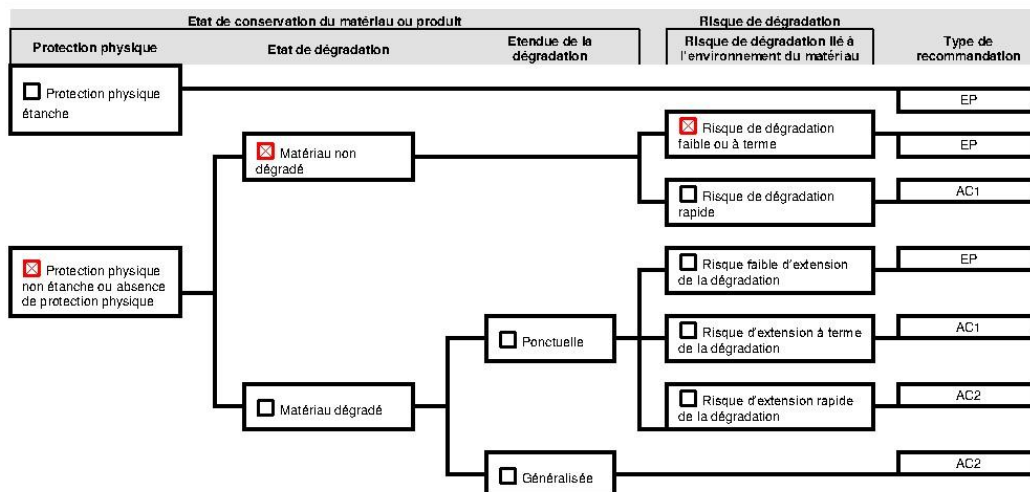 Etat de conservation du matériau ou produit
Risque de dégradation
Protection physique
Etat de dégradation
Etendue de la
dégradation
Risque de dégradation lié à
l'environnement du matériau
Type de
recommandation
Protection physique
étanche
EP
Matériau non
dégradé
Risque de dégradation
faible ou à terme
EP
Risque de dégradation
rapide
AC1
Protection physique
non étanche ou absence
de protection physique
Risque faible d'extension
de la dégradation
EP
Ponctuelle
Risque d'extension à terme
de la dégradation
AC1
Matériau dégradé
Risque d'extension rapide
de la dégradation
AC2
Généralisée
AC2